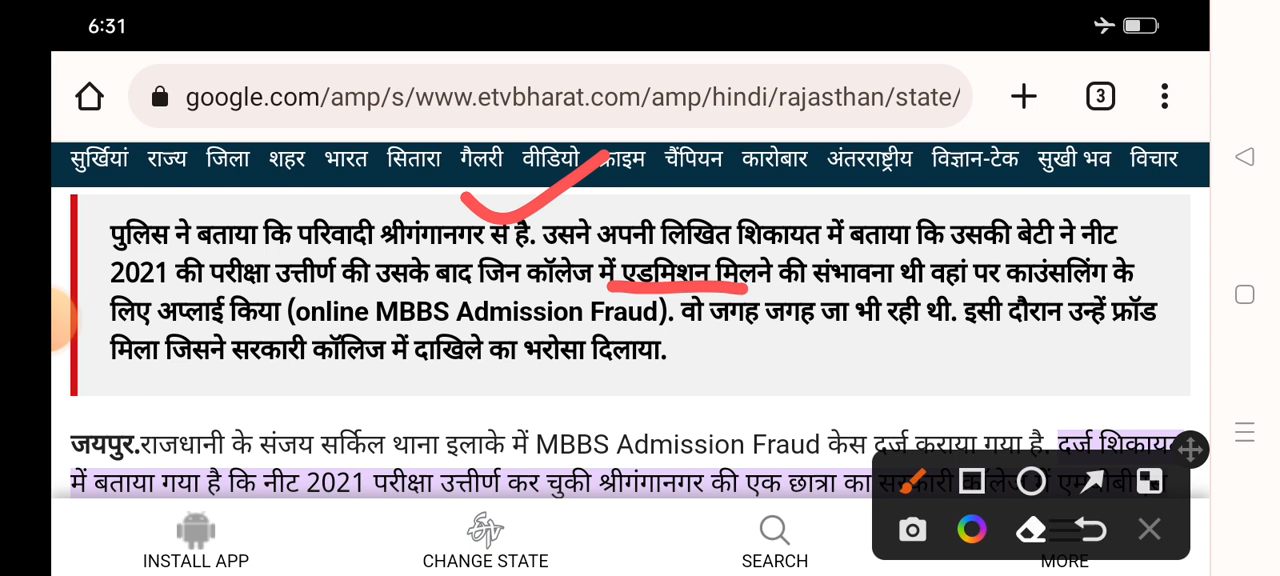 6:31
google.com/amp/s/www.etvbharat.com/amp/hindi/rajasthan/state/
3
सुर्खियां राज्य जिला शहर भारत सितारा गैलरी वीडियो क्राइम चैंपियन कारोबार अंतरराष्ट्रीय विज्ञान-टेक सुखी भव विचार
पुलिस ने बताया कि परिवादी श्रीगंगानगर से है. उसने अपनी लिखित शिकायत में बताया कि उसकी बेटी ने नीट
2021 की परीक्षा उत्तीर्ण की उसके बाद जिन कॉलेज में एडमिशन मिलने की संभावना थी वहां पर काउंसलिंग के
लिए अप्लाई किया (online MBBS Admission Fraud). वो जगह जगह जा भी रही थी. इसी दौरान उन्हें फ्रॉड
मिला जिसने सरकारी कॉलिज में दाखिले का भरोसा दिलाया.
जयपुर.राजधानी के संजय सर्किल थाना इलाके में MBBS Admission Fraud केस दर्ज कराया गया है. दर्ज शिकायत
में बताया गया है कि नीट 2021 परीक्षा उत्तीर्ण कर चुकी श्रीगंगानगर की एक छात्रा का सरकारी कॉलेज में
INSTALL APP CHANGE STATE SEARCH MORE